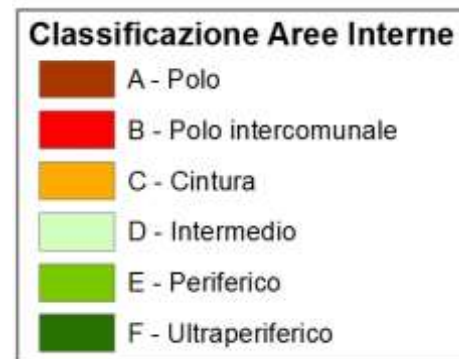 Classificazione Aree Interne
A - Polo
B - Polo intercomunale
C - Cintura
D - Intermedio
E - Periferico
F - Ultraperiferico